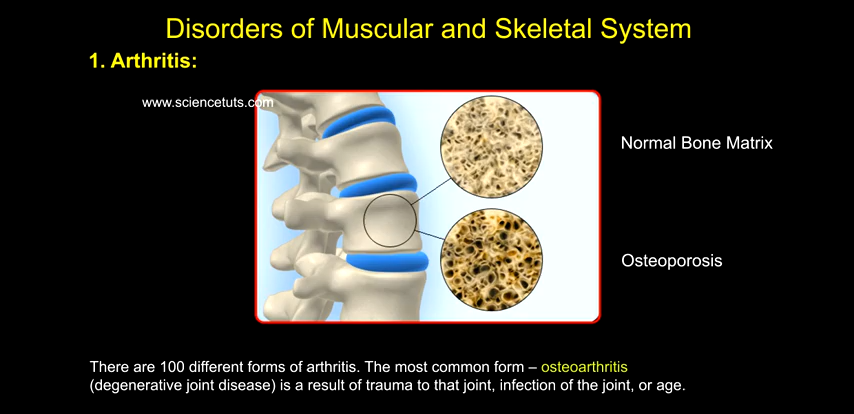 Disorders of Muscular and Skeletal System
1. Arthritis:
www.sciencetuts.com
Normal Bone Matrix
Osteoporosis
There are 100 different forms of arthritis. The most common form – osteoarthritis
(degenerative joint disease) is a result of trauma to that joint, infection of the joint, or age.